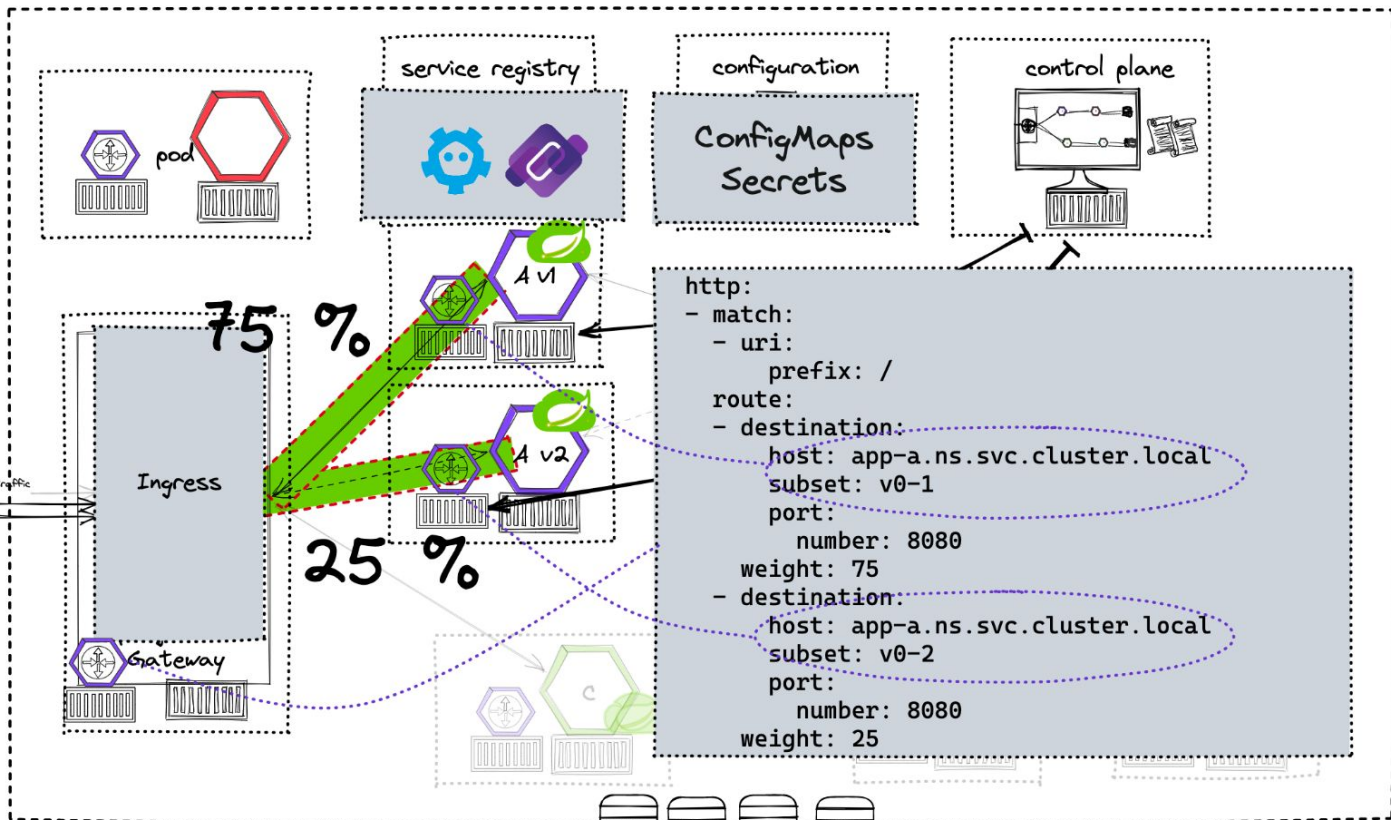 service registry
configuration
control plane
pod
ConfigMaps
Secrets
A v1
75 %
A v2
Ingress
25 %
Gateway
C
http:
- match:
- uri:
prefix: /
route:
- destination:
host: app-a.ns.svc.cluster.local
subset: v0-1
port:
number: 8080
weight: 75
- destination:
host: app-a.ns.svc.cluster.local
subset: v0-2
port:
number: 8080
weight: 25